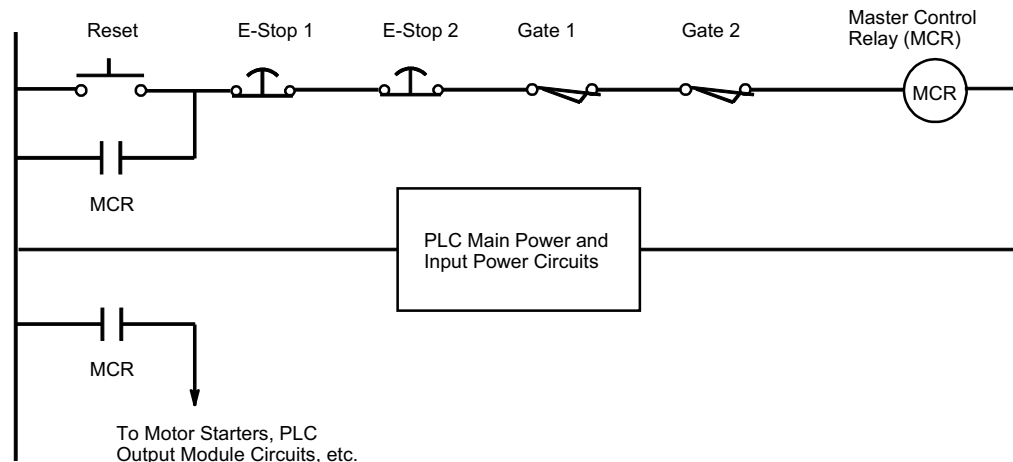 Reset
E-Stop 1
E-Stop 2
Gate 1
Gate 2
Master Control
Relay (MCR)
MCR
MCR
PLC Main Power and
Input Power Circuits
MCR
To Motor Starters, PLC
Output Module Circuits, etc.